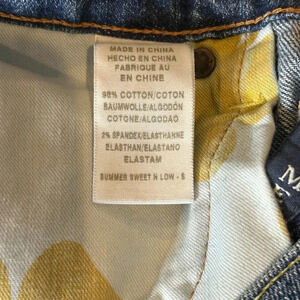 MADE IN CHINA
HECHO EN CHINA
FABRIQUE AU
EN CHINE
98% COTTON/COTON
BAUMWOLLE/ALGODÓN
COTONE/ALGODÃO
2% SPANDEX/ELASTHANNE
ELASTHAN/ELASTANO
ELASTAM
SUMMER SWEET N LOW - S
M